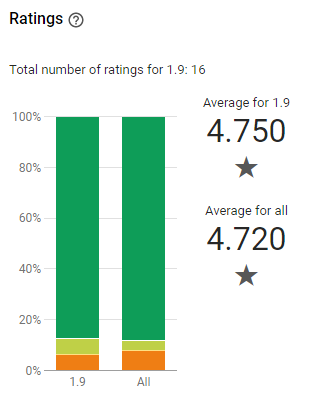 Ratings ?
Total number of ratings for 1.9: 16
100%
80%
60%
40%
20%
0%
1.9 All
Average for 1.9
4.750
Average for all
4.720